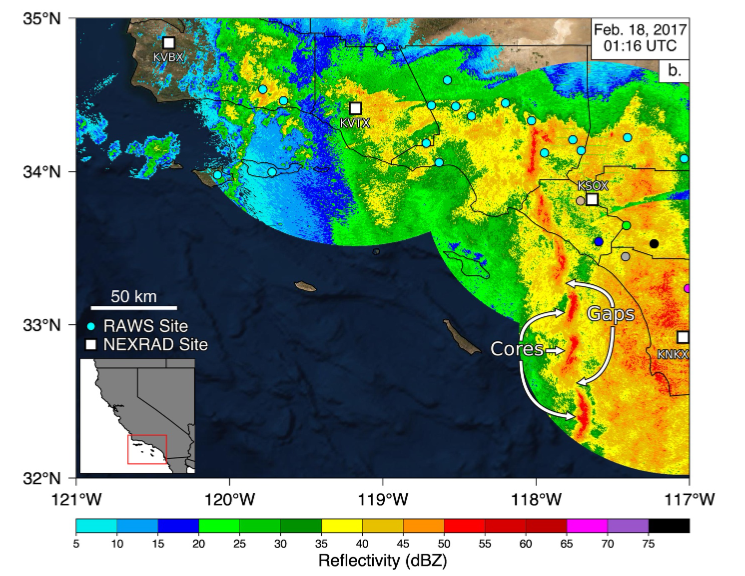 35°N
34°N
33°N
32°N
121°W
120°W
119°W
118°W
117°W
Feb. 18, 2017
01:16 UTC
b.
KVBX
KVTX
KSOX
KNKX
Gaps
Cores
50 km
RAWS Site
NEXRAD Site
5 10 15 20 25 30 35 40 45 50 55 60 65 70 75
Reflectivity (dBZ)